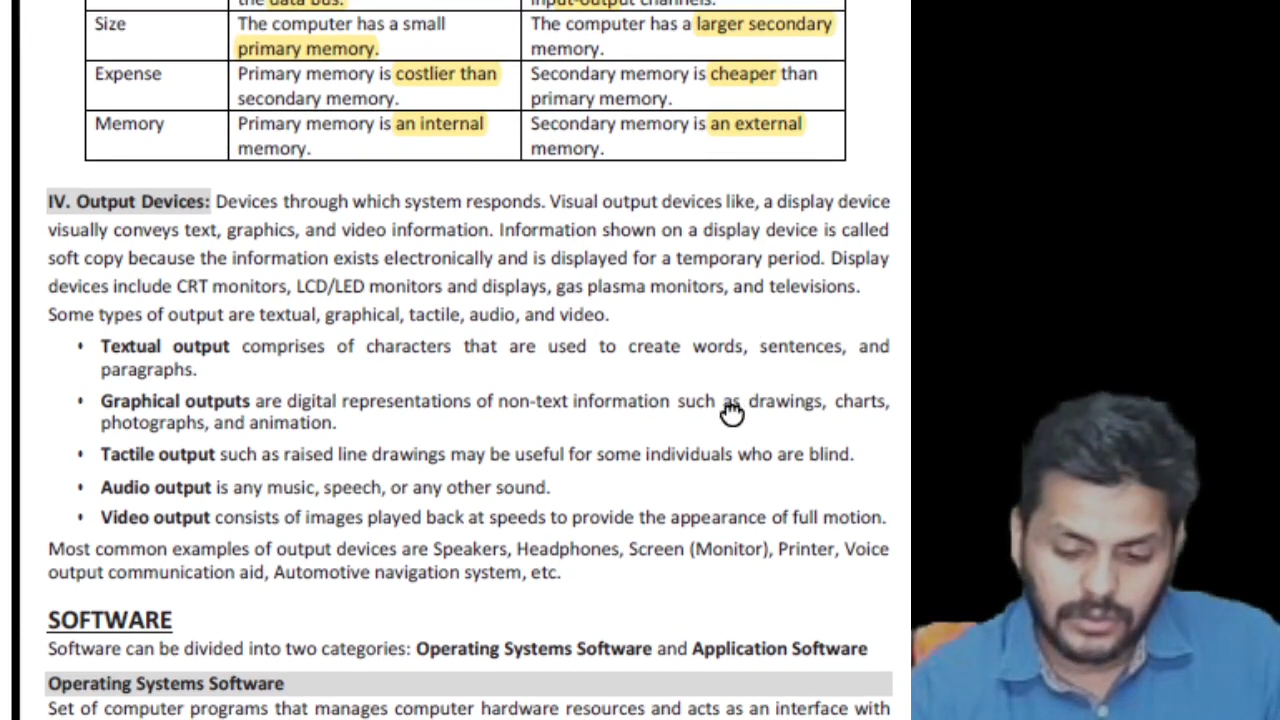 the data bus.
input-output channels.
Size
The computer has a small
primary memory.
The computer has a larger secondary
memory.
Expense
Primary memory is costlier than
secondary memory.
Secondary memory is cheaper than
primary memory.
Memory
Primary memory is an internal
memory.
Secondary memory is an external
memory.
IV. Output Devices: Devices through which system responds. Visual output devices like, a display device
visually conveys text, graphics, and video information. Information shown on a display device is called
soft copy because the information exists electronically and is displayed for a temporary period. Display
devices include CRT monitors, LCD/LED monitors and displays, gas plasma monitors, and televisions.
Some types of output are textual, graphical, tactile, audio, and video.
• Textual output comprises of characters that are used to create words, sentences, and
paragraphs.
• Graphical outputs are digital representations of non-text information such as drawings, charts,
photographs, and animation.
• Tactile output such as raised line drawings may be useful for some individuals who are blind.
• Audio output is any music, speech, or any other sound.
• Video output consists of images played back at speeds to provide the appearance of full motion.
Most common examples of output devices are Speakers, Headphones, Screen (Monitor), Printer, Voice
output communication aid, Automotive navigation system, etc.
SOFTWARE
Software can be divided into two categories: Operating Systems Software and Application Software
Operating Systems Software
Set of computer programs that manages computer hardware resources and acts as an interface with